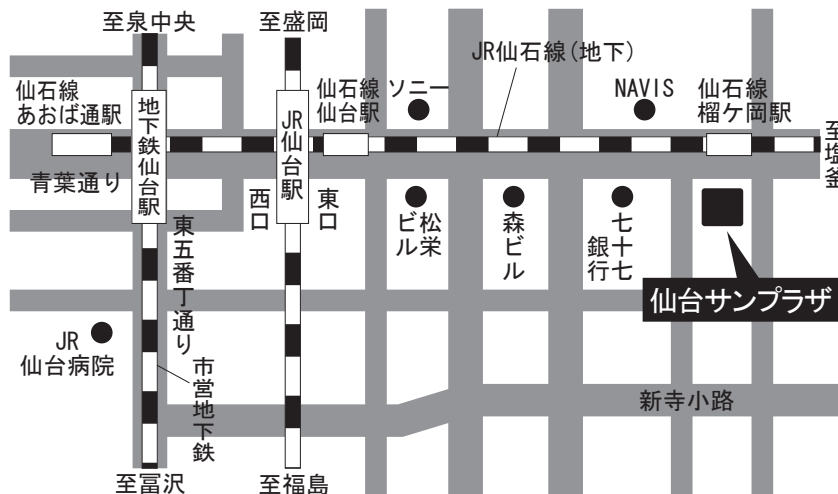 至泉中央
至盛岡
JR仙石線(地下)
仙石線
あおば通駅
地下鉄仙台駅
JR仙台駅
仙石線
仙台駅
ソニー
NAVIS
仙石線
榴ケ岡駅
至塩釜
青葉通り
西口
東口
松栄
ビル
森ビル
七十七
銀行
東五番丁通り
仙台サンプラザ
JR
仙台病院
市営地下鉄
新寺小路
至冨沢
至福島